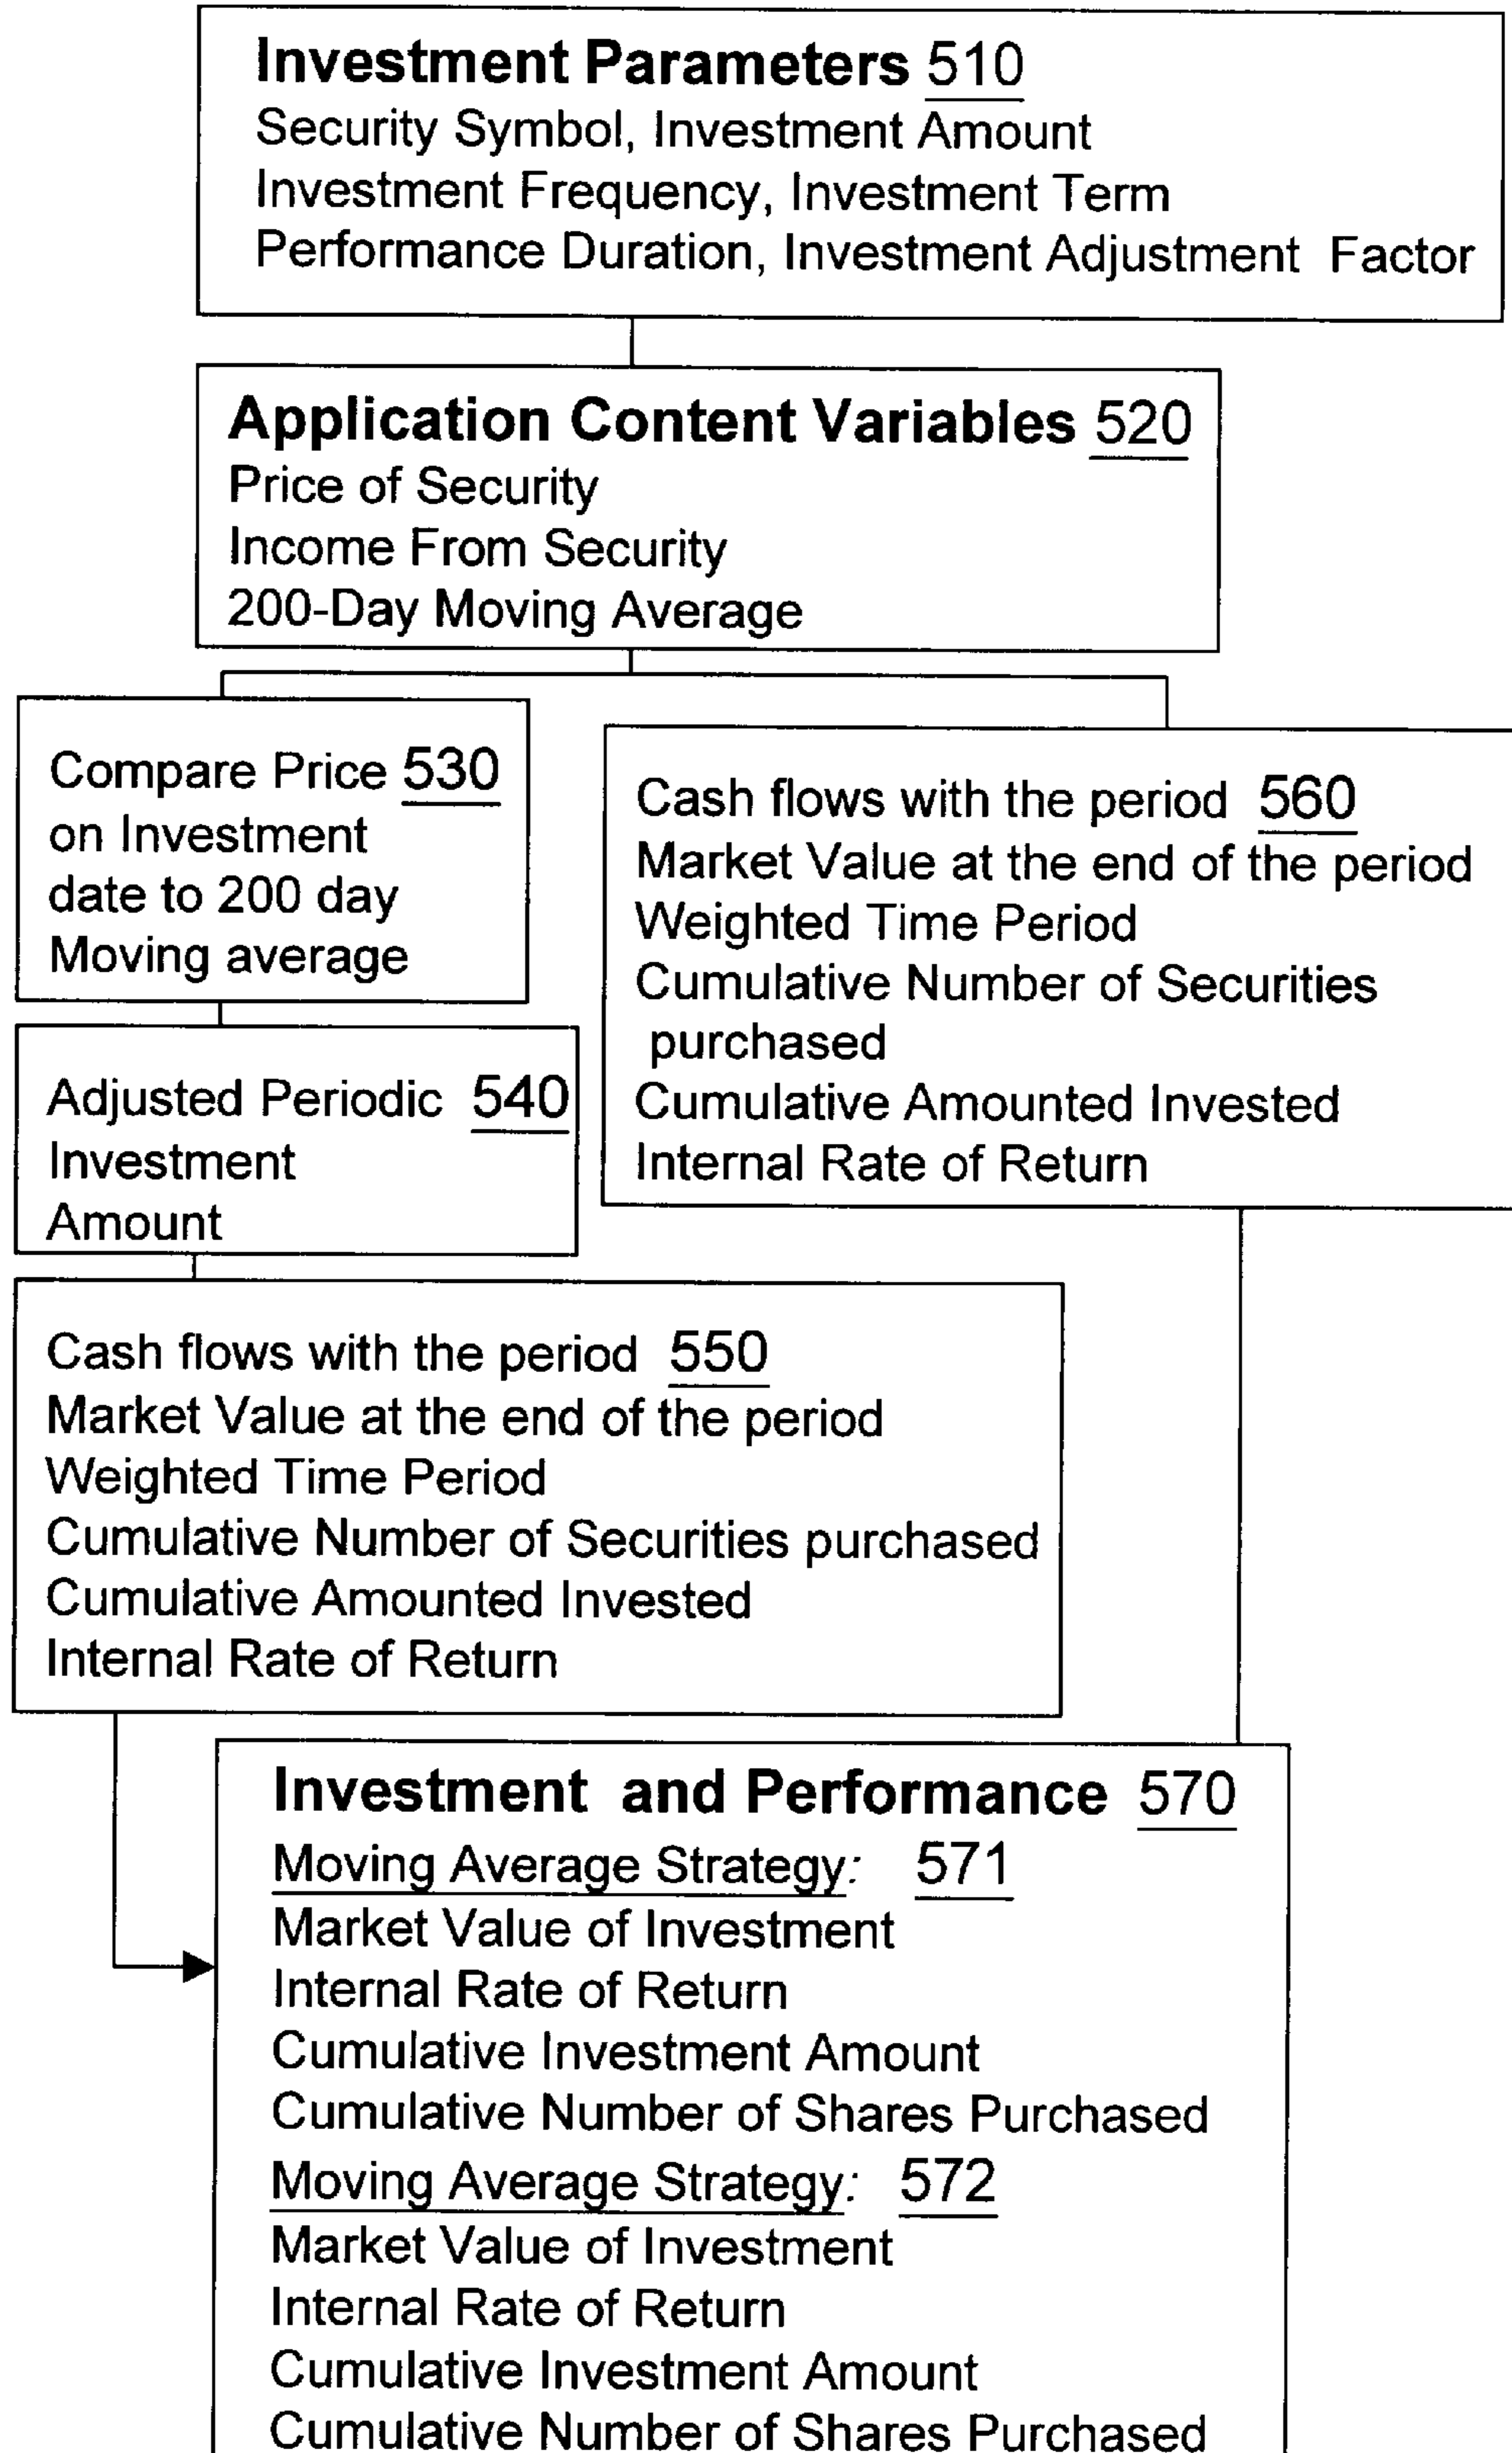 Investment Parameters 510
Security Symbol, Investment Amount
Investment Frequency, Investment Term
Performance Duration, Investment Adjustment Factor
Application Content Variables 520
Price of Security
Income From Security
200-Day Moving Average
Compare Price 530
on Investment
date to 200 day
Moving average
Adjusted Periodic 540
Investment
Amount
Cash flows with the period 560
Market Value at the end of the period
Weighted Time Period
Cumulative Number of Securities
purchased
Cumulative Amounted Invested
Internal Rate of Return
Cash flows with the period 550
Market Value at the end of the period
Weighted Time Period
Cumulative Number of Securities purchased
Cumulative Amounted Invested
Internal Rate of Return
Investment and Performance 570
Moving Average Strategy: 571
Market Value of Investment
Internal Rate of Return
Cumulative Investment Amount
Cumulative Number of Shares Purchased
Moving Average Strategy: 572
Market Value of Investment
Internal Rate of Return
Cumulative Investment Amount
Cumulative Number of Shares Purchased